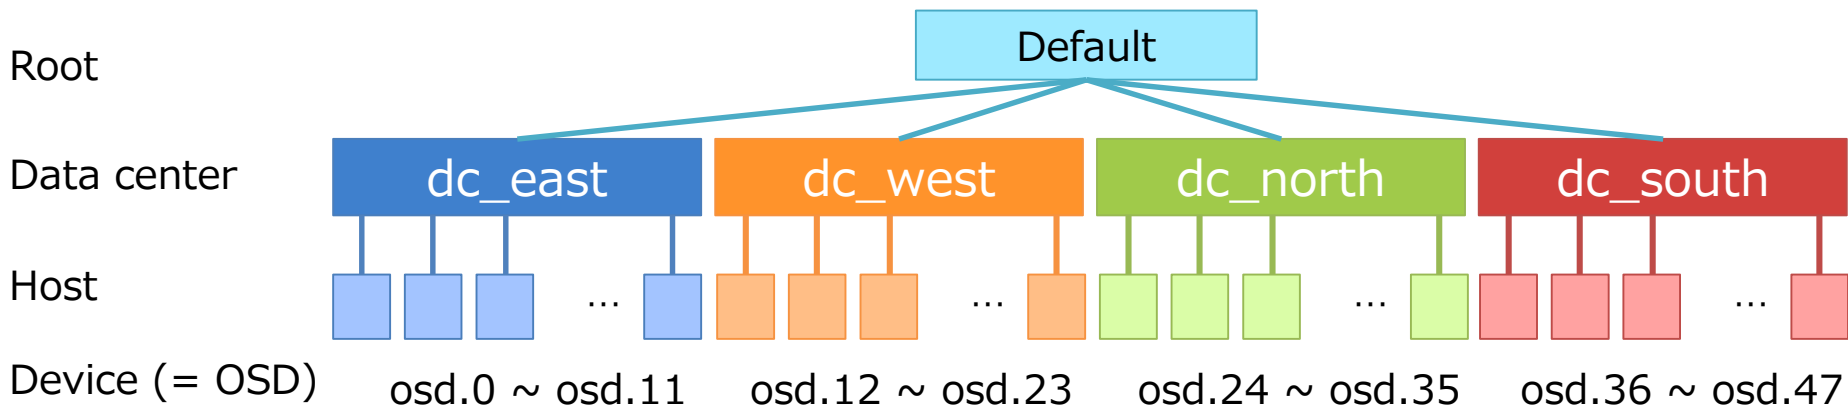 Root
Default
Data center
dc_east
dc_west
dc_north
dc_south
Host
...
...
...
...
Device (= OSD)
osd.0 ~ osd.11
osd.12 ~ osd.23
osd.24 ~ osd.35
osd.36 ~ osd.47